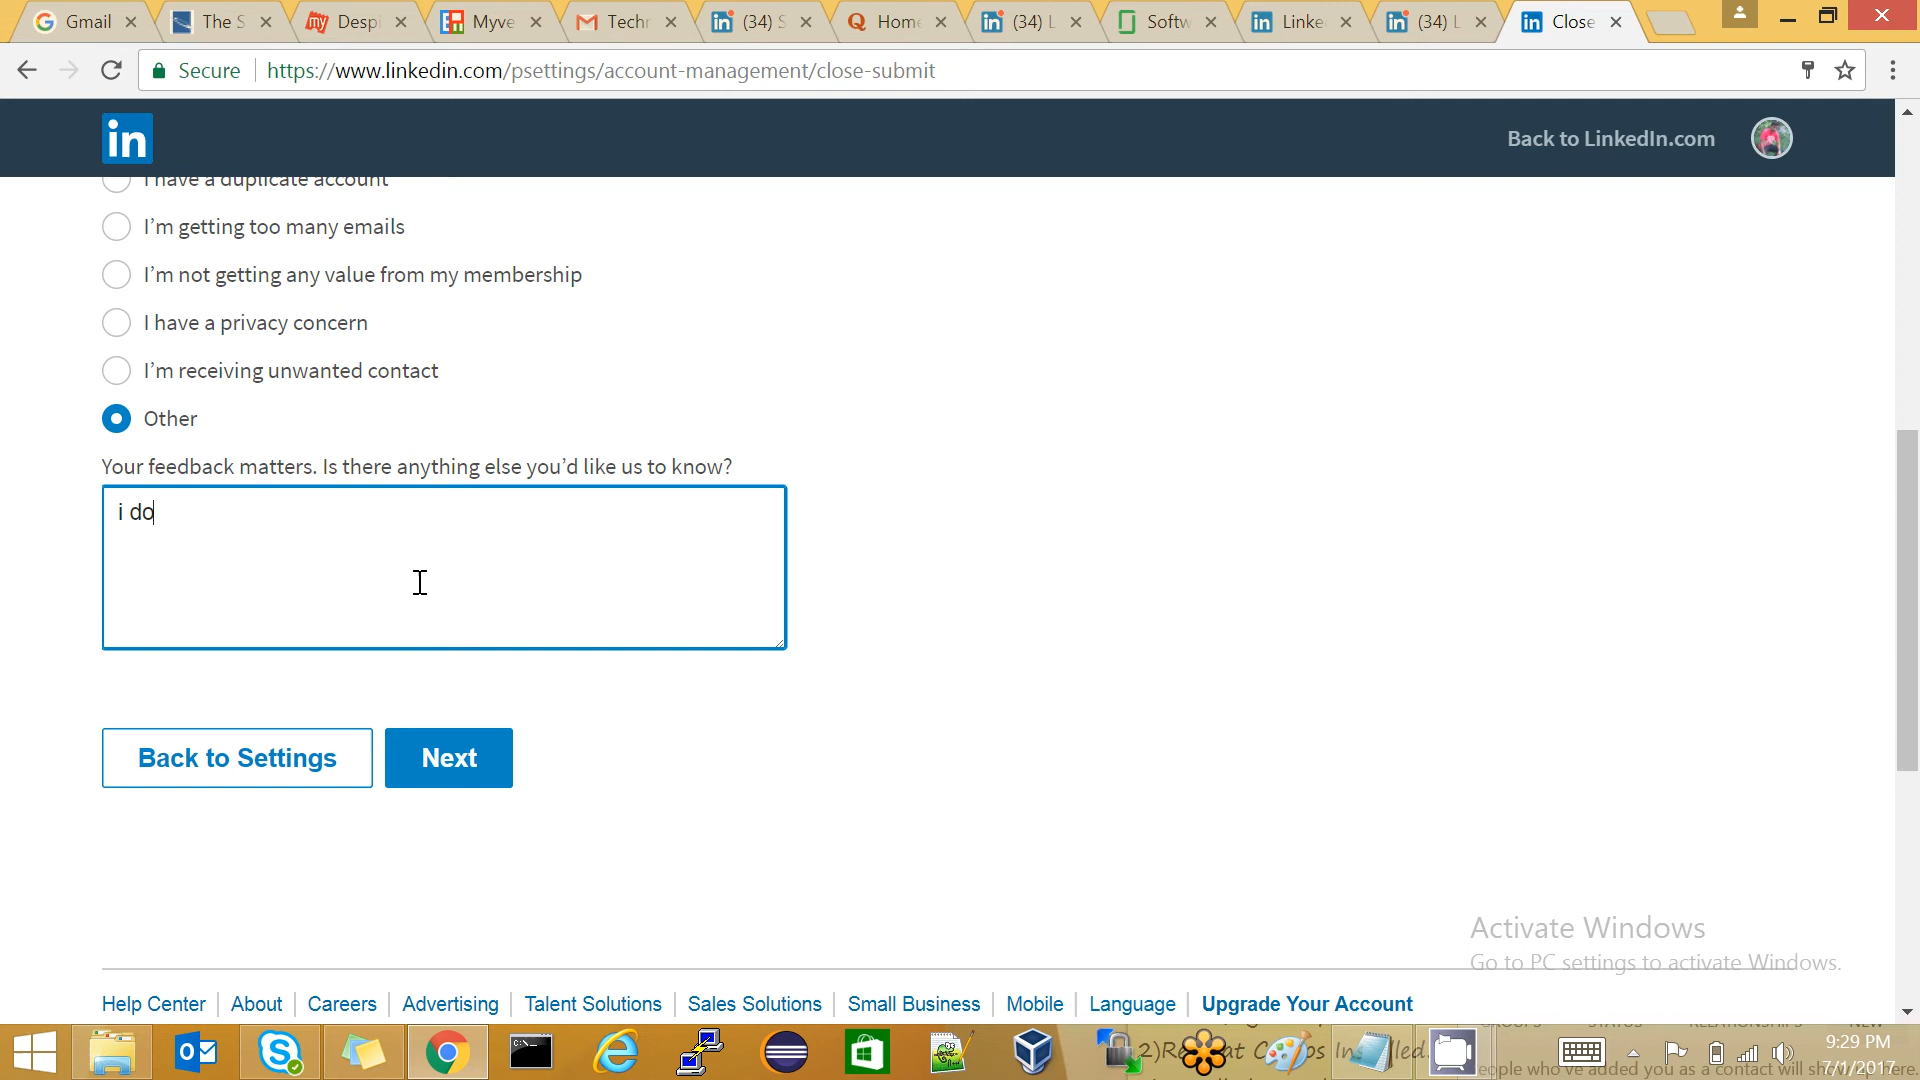 Gmail
The S
Despi
Myve
Techr
(34) S
Home
(34) L
Softw
Linke
(34) L
Close
Secure
https://www.linkedin.com/psettings/account-management/close-submit
in
Back to LinkedIn.com
I have a duplicate account
I'm getting too many emails
I'm not getting any value from my membership
I have a privacy concern
I'm receiving unwanted contact
Other
Your feedback matters. Is there anything else you'd like us to know?
i do
Back to Settings
Next
Activate Windows
Go to PC settings to activate Windows.
Help Center
About
Careers
Advertising
Talent Solutions
Sales Solutions
Small Business
Mobile
Language
Upgrade Your Account
9:29 PM
7/1/2017